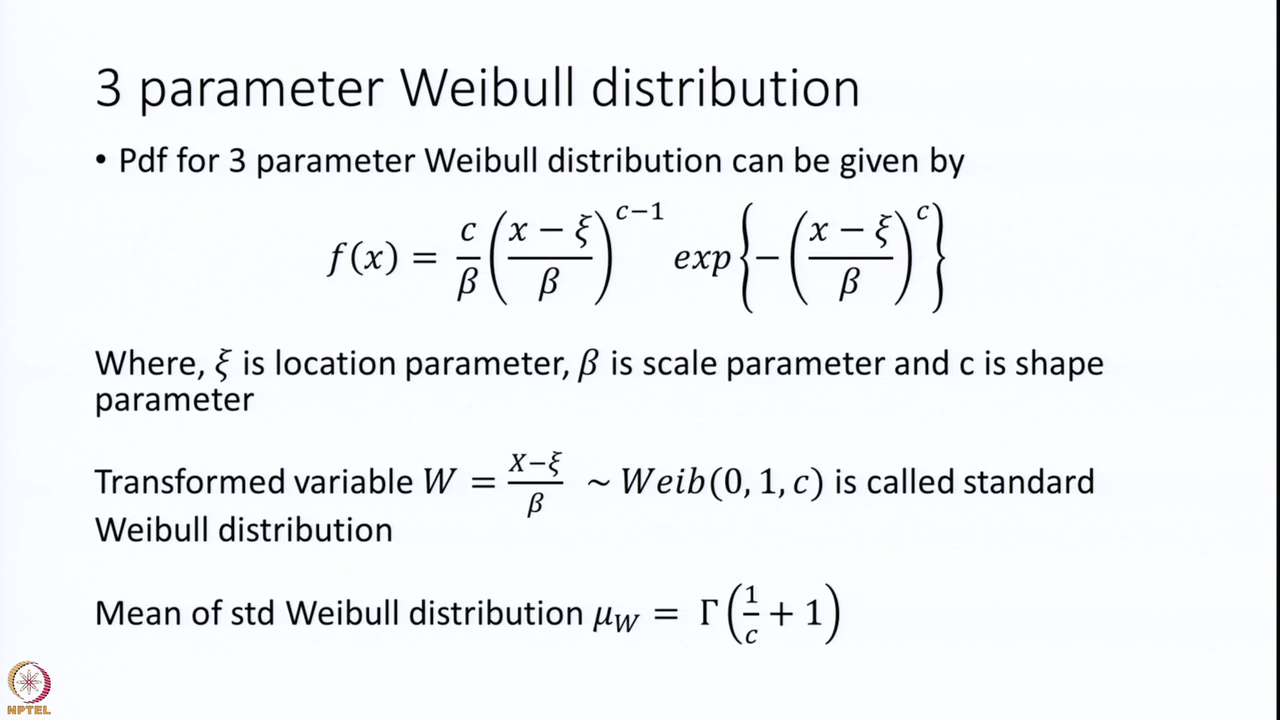 3 parameter Weibull distribution
• Pdf for 3 parameter Weibull distribution can be given by
f(x) = c/β ((x − ξ)/β)^(c−1) exp{−((x − ξ)/β)^c}
Where, ξ is location parameter, β is scale parameter and c is shape
parameter
Transformed variable W = (X−ξ)/β ~ Weib(0, 1, c) is called standard
Weibull distribution
Mean of std Weibull distribution μ_W = Γ(1/c + 1)
NPTEL